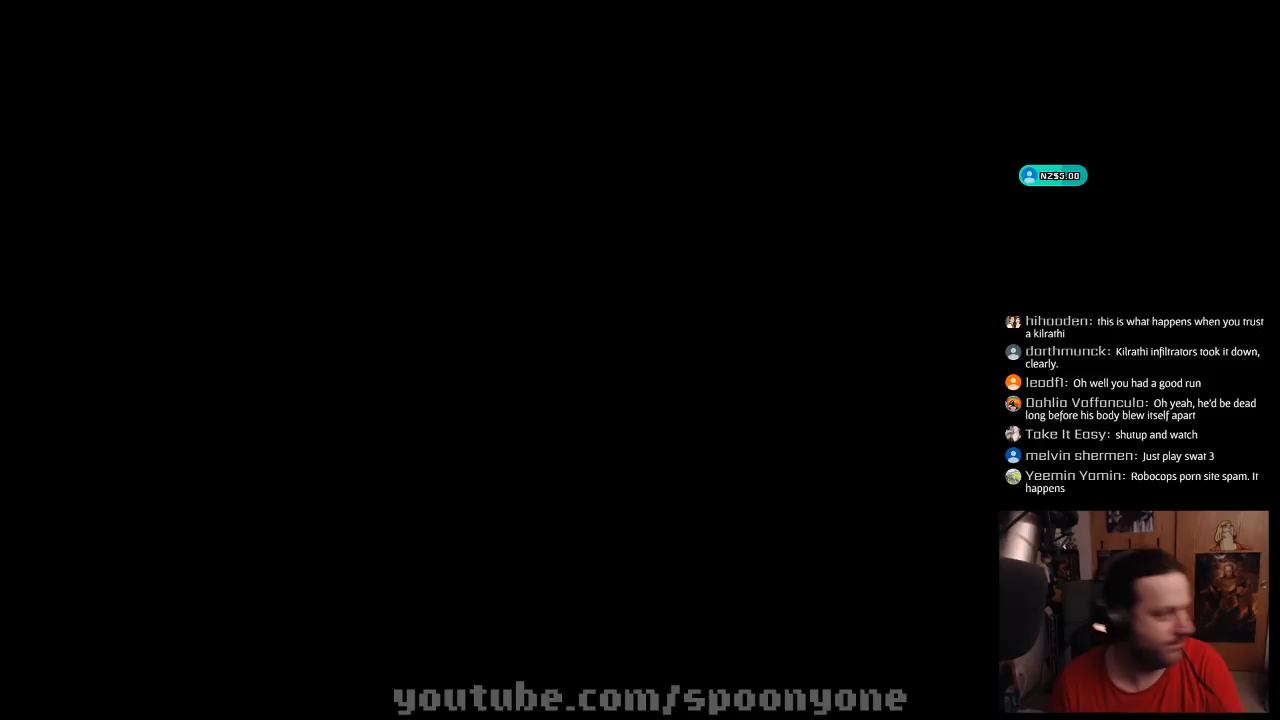 NZ$5.00
hihooden: this is what happens when you trust
a kilrathi
dorthmunck: Kilrathi infiltrators took it down,
clearly.
leodf1: Oh well you had a good run
Dahlia Vaffanculo: Oh yeah, he'd be dead
long before his body blew itself apart
Take It Easy: shutup and watch
melvin shermen: Just play swat 3
Yeemin Yamin: Robocops porn site spam. It
happens
youtube.com/spoonyone